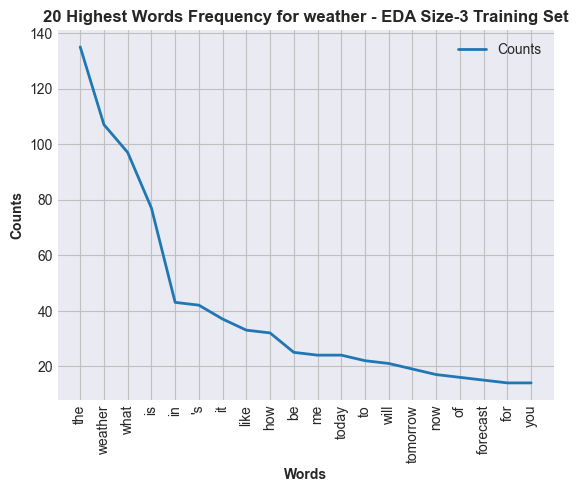 20 Highest Words Frequency for weather - EDA Size-3 Training Set
Counts
140
120
100
80
60
40
20
Counts
the
weather
what
is
in
's
it
like
how
be
me
today
to
will
tomorrow
now
of
forecast
for
you
Words